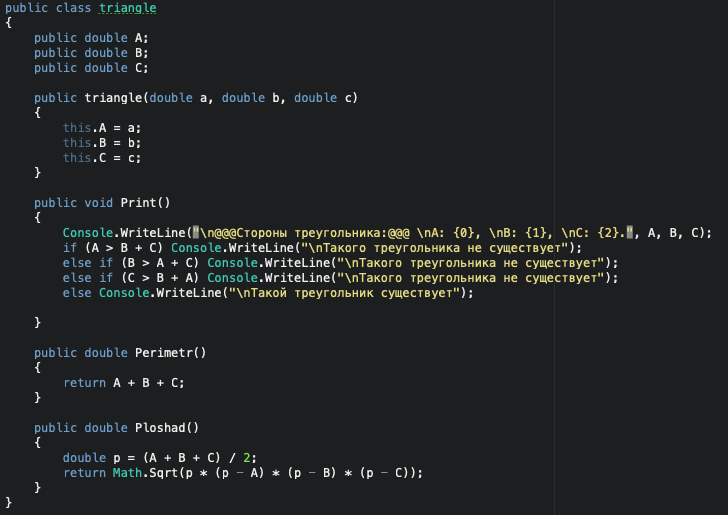 public class triangle
{
    public double A;
    public double B;
    public double C;

    public triangle(double a, double b, double c)
    {
        this.A = a;
        this.B = b;
        this.C = c;
    }

    public void Print()
    {
        Console.WriteLine("\n@@@Стороны треугольника:@@@ \nA: {0}, \nB: {1}, \nC: {2}.", A, B, C);
        if (A > B + C) Console.WriteLine("\nТакого треугольника не существует");
        else if (B > A + C) Console.WriteLine("\nТакого треугольника не существует");
        else if (C > B + A) Console.WriteLine("\nТакого треугольника не существует");
        else Console.WriteLine("\nТакой треугольник существует");

    }

    public double Perimetr()
    {
        return A + B + C;
    }

    public double Ploshad()
    {
        double p = (A + B + C) / 2;
        return Math.Sqrt(p * (p - A) * (p - B) * (p - C));
    }
}